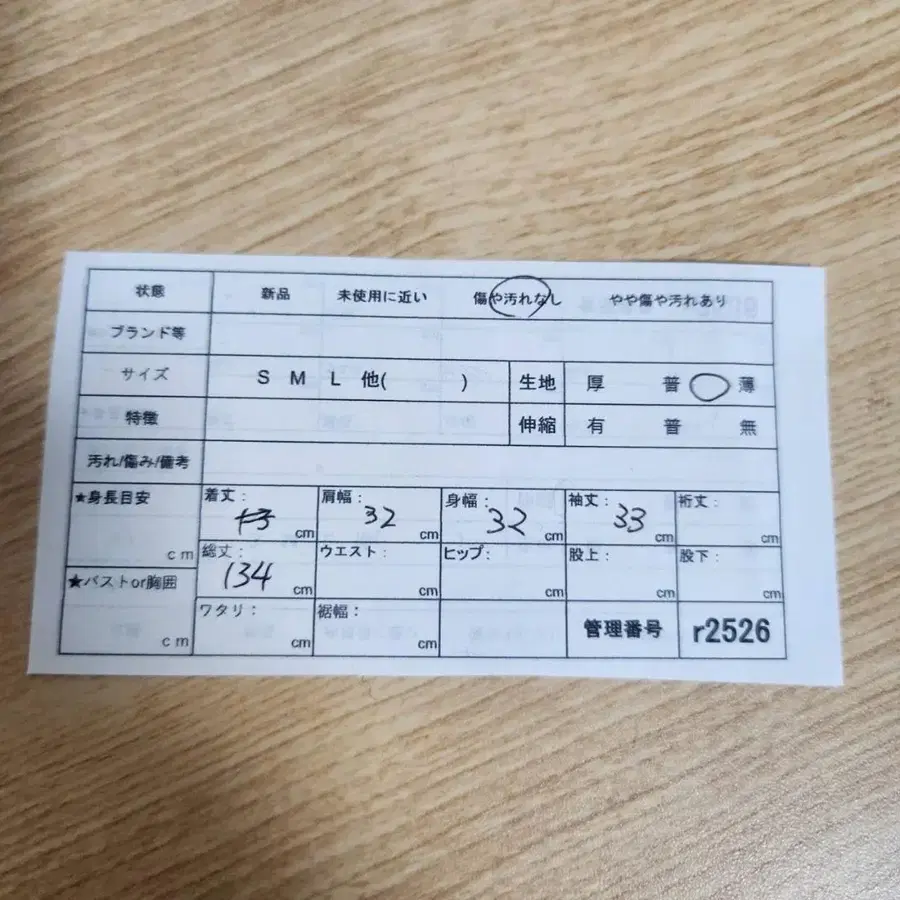 状態 新品 未使用に近い 傷や汚れなし やや傷や汚れあり
ブランド等
サイズ S M L 他( ) 生地 厚 普 薄
特徴 伸縮 有 普 無
汚れ/傷み/備考
★身長目安 cm 着丈: cm 肩幅: 32 cm 身幅: 32 cm 袖丈: 33 cm 裄丈: cm
総丈: 134 cm ウエスト: cm ヒップ: cm 股上: cm 股下: cm
★バストor胸囲 cm ワタリ: cm 裾幅: cm 管理番号 r2526